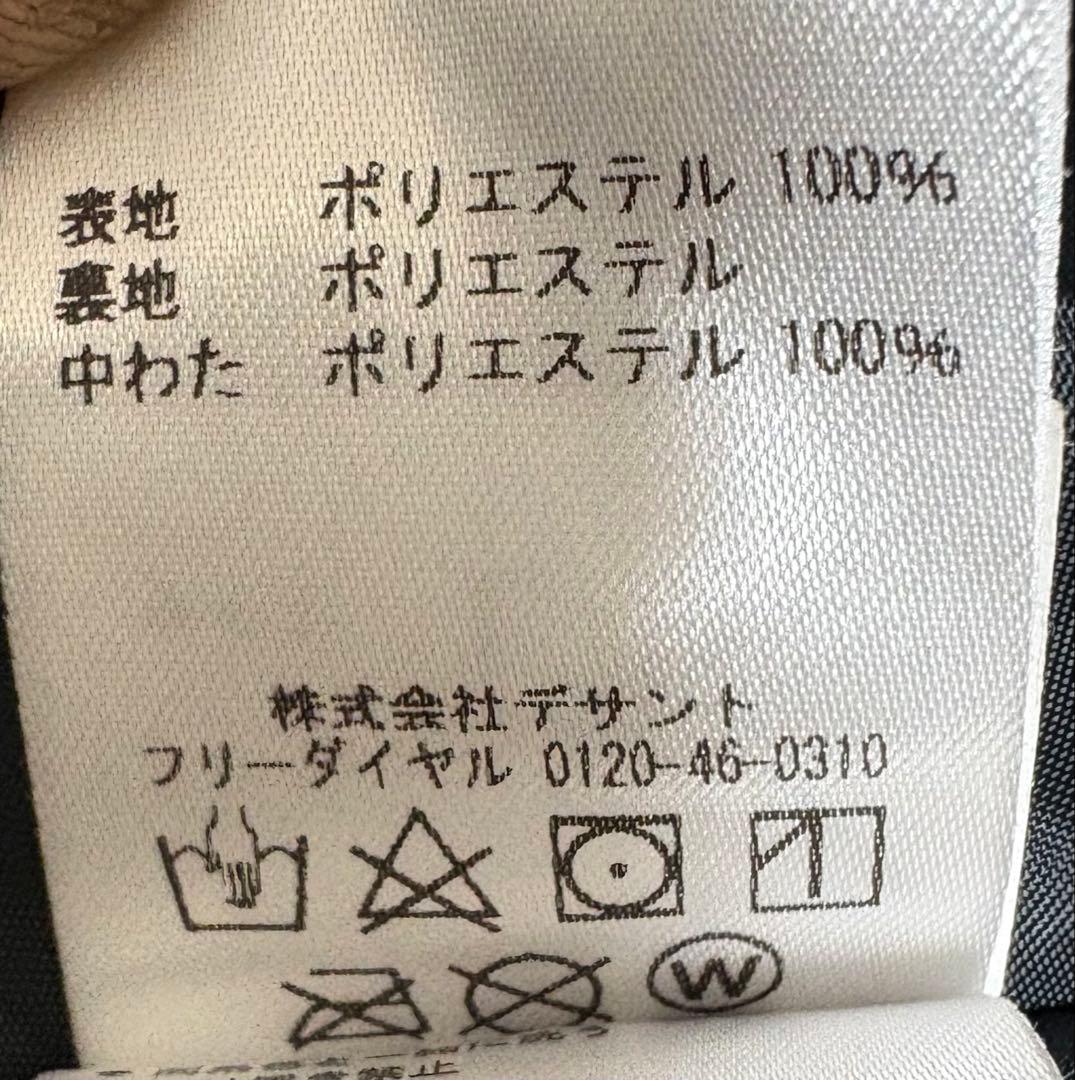 表地 ポリエステル 100%
裏地 ポリエステル
中わた ポリエステル 100%
株式会社デサント
フリーダイヤル 0120-46-0310
W
禁止